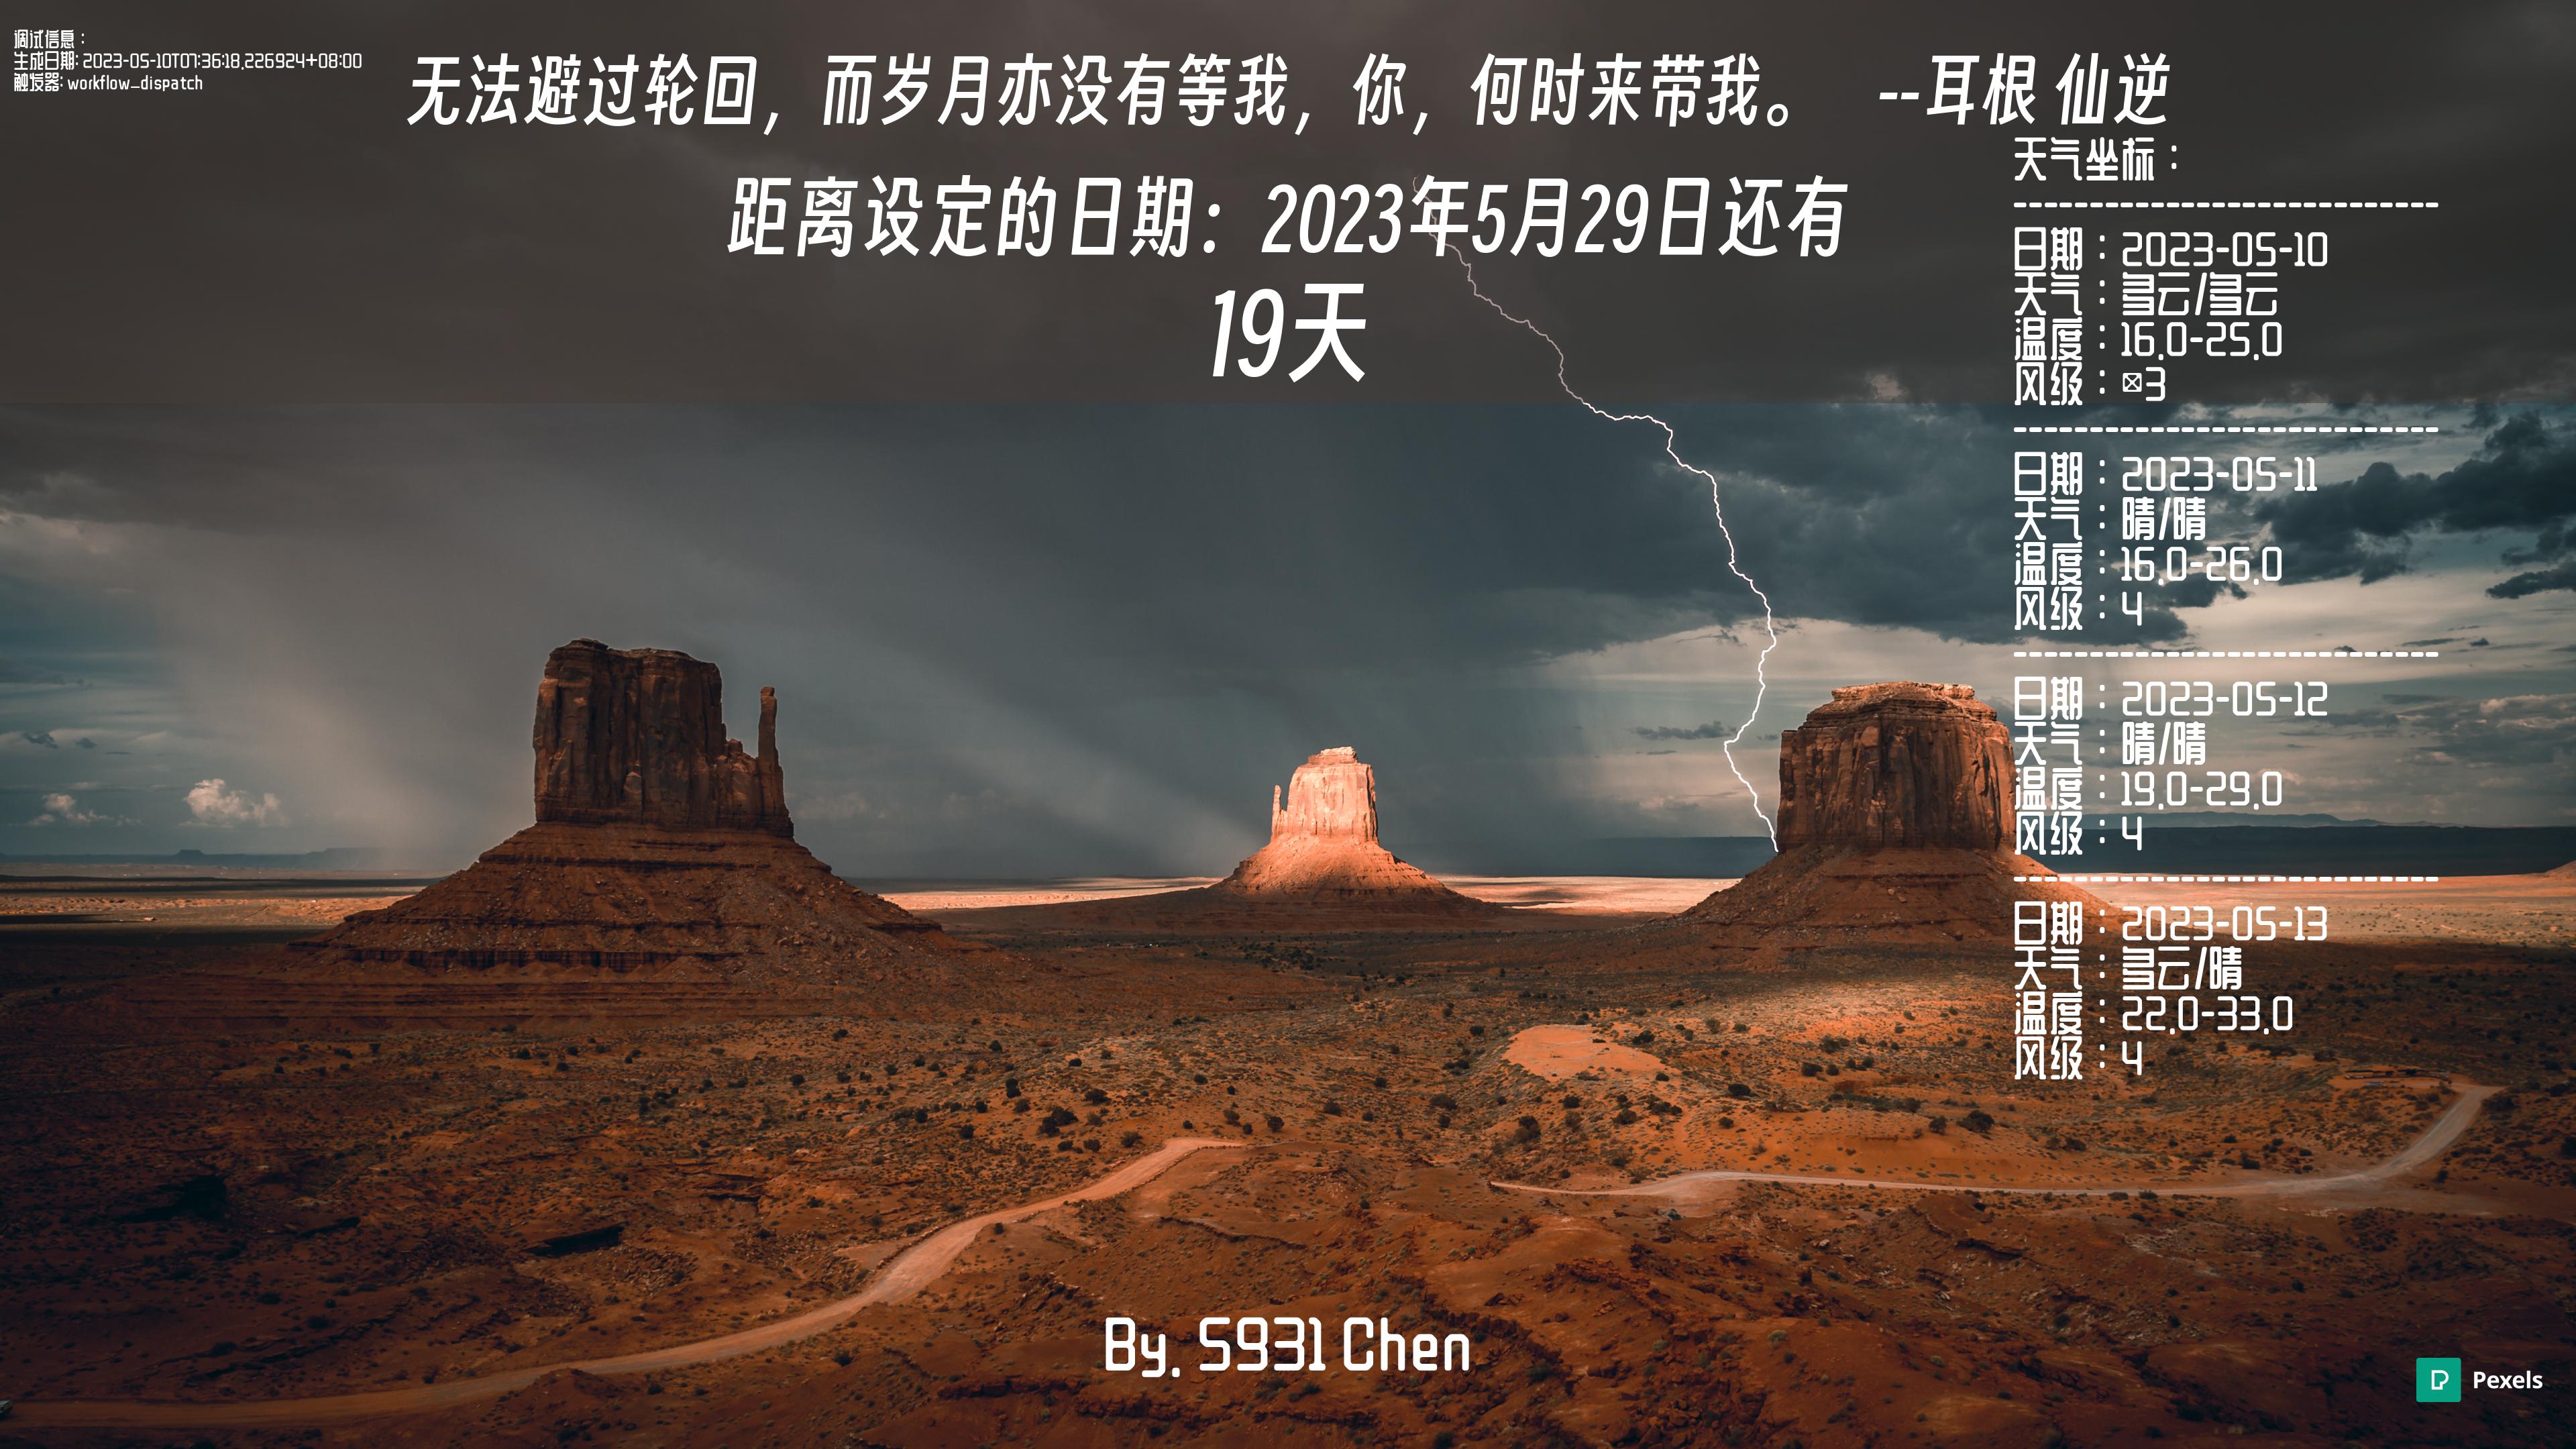 调试信息：
生成日期: 2023-05-10T07:36:18.226924+08:00
触发器: workflow_dispatch
无法避过轮回，而岁月亦没有等我，你，何时来带我。 --耳根 仙逆
距离设定的日期：2023年5月29日还有
19天
天气坐标：
----------------------------
日期：2023-05-10
天气：多云/多云
温度：16.0-25.0
风级：☒3
----------------------------
日期：2023-05-11
天气：晴/晴
温度：16.0-26.0
风级：4
----------------------------
日期：2023-05-12
天气：晴/晴
温度：19.0-29.0
风级：4
----------------------------
日期：2023-05-13
天气：多云/晴
温度：22.0-33.0
风级：4
By. S931 Chen
Pexels